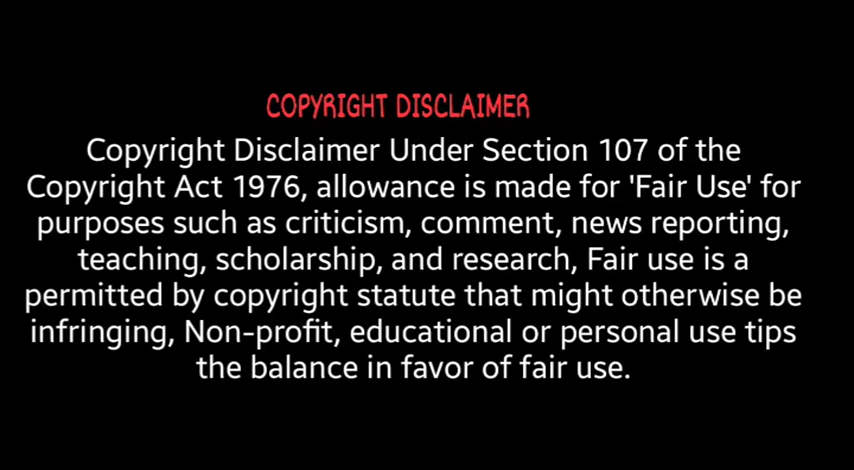 COPYRIGHT DISCLAIMER
Copyright Disclaimer Under Section 107 of the
Copyright Act 1976, allowance is made for 'Fair Use' for
purposes such as criticism, comment, news reporting,
teaching, scholarship, and research, Fair use is a
permitted by copyright statute that might otherwise be
infringing, Non-profit, educational or personal use tips
the balance in favor of fair use.